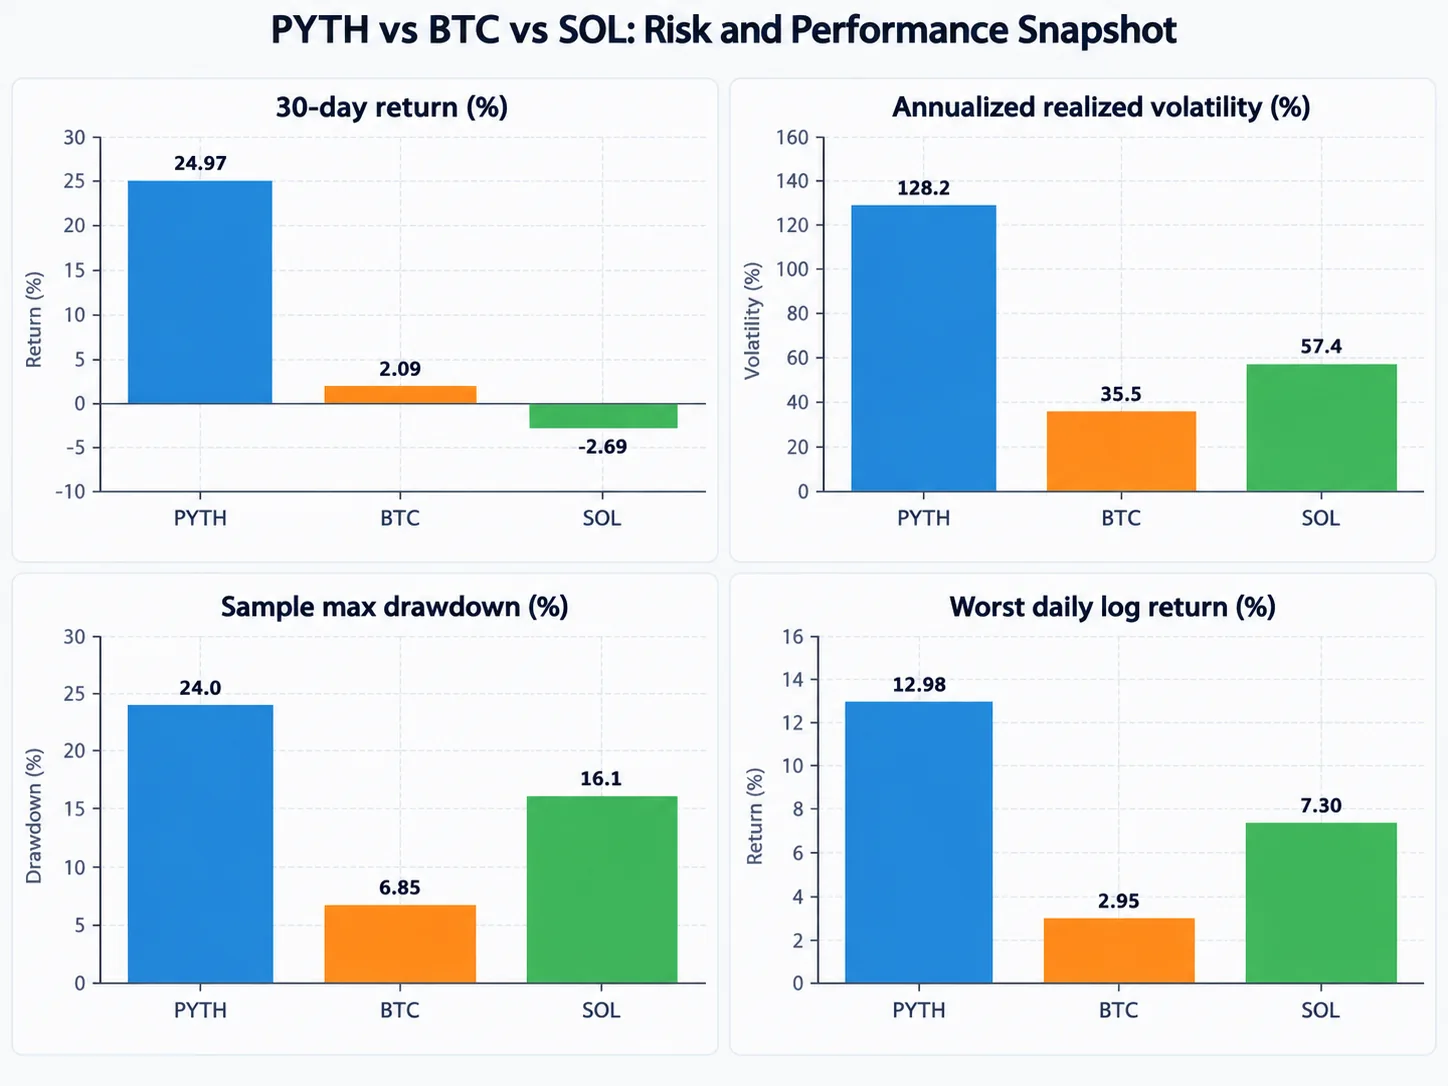 PYTH vs BTC vs SOL: Risk and Performance Snapshot
30-day return (%)
30
25
20
15
10
5
0
-5
-10
Return (%)
24.97
2.09
-2.69
PYTH
BTC
SOL
Annualized realized volatility (%)
160
140
120
100
80
60
40
20
0
Volatility (%)
128.2
35.5
57.4
PYTH
BTC
SOL
Sample max drawdown (%)
30
25
20
15
10
5
0
Drawdown (%)
24.0
6.85
16.1
PYTH
BTC
SOL
Worst daily log return (%)
16
14
12
10
8
6
4
2
0
Return (%)
12.98
2.95
7.30
PYTH
BTC
SOL